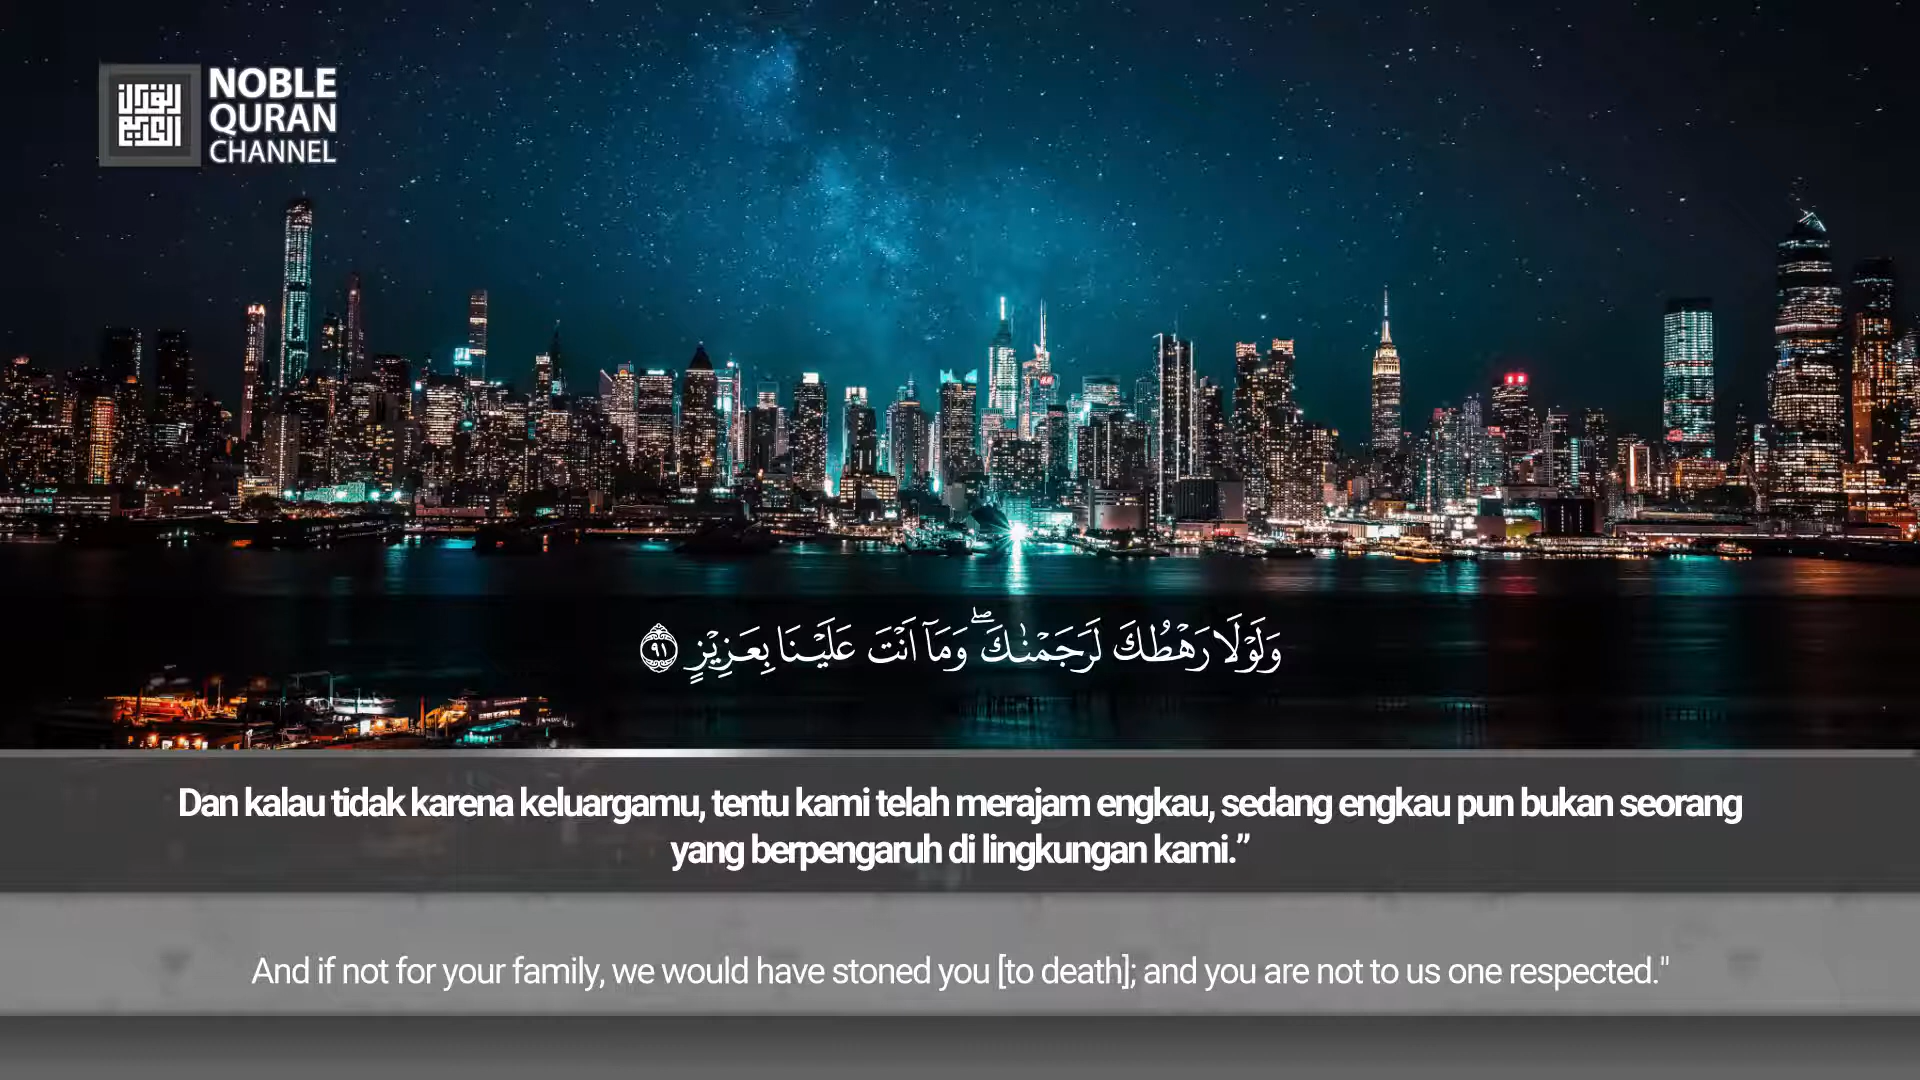 القرآن
الكريم
NOBLE
QURAN
CHANNEL
وَلَوْلَا رَهْطُكَ لَرَجَمْنٰكَ ۖ وَمَآ اَنْتَ عَلَيْنَا بِعَزِيْزٍ ٩١
Dan kalau tidak karena keluargamu, tentu kami telah merajam engkau, sedang engkau pun bukan seorang
yang berpengaruh di lingkungan kami.”
And if not for your family, we would have stoned you [to death]; and you are not to us one respected."